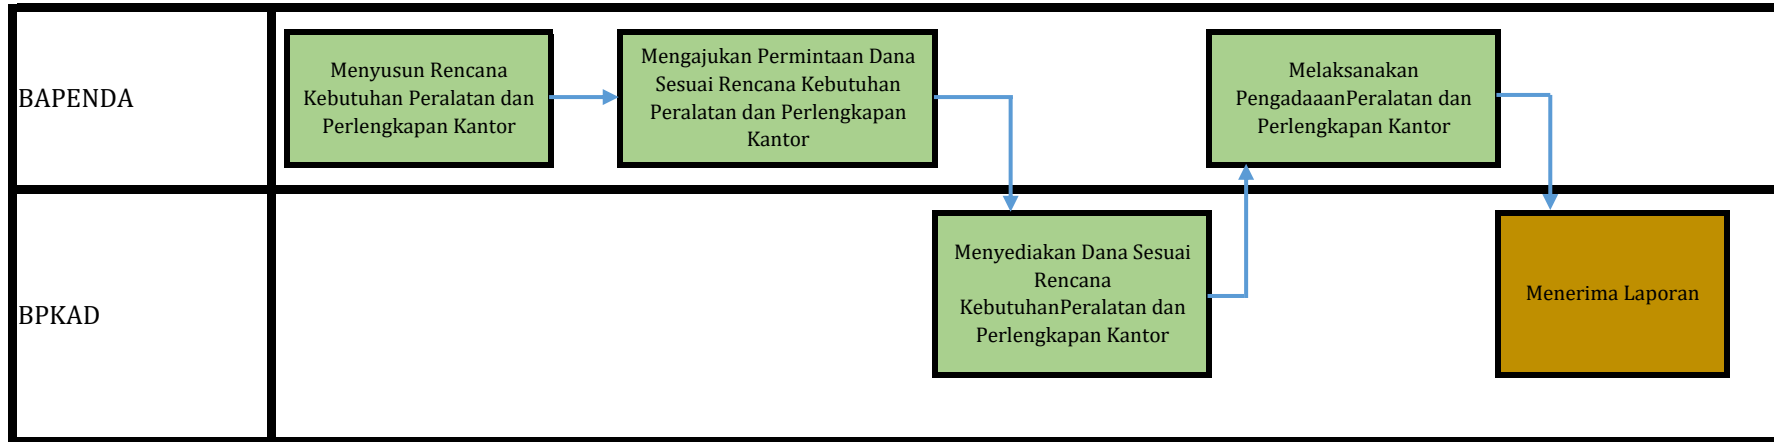 BAPENDA
Menyusun Rencana
Kebutuhan Peralatan dan
Perlengkapan Kantor
Mengajukan Permintaan Dana
Sesuai Rencana Kebutuhan
Peralatan dan Perlengkapan
Kantor
Melaksanakan
PengadaaanPeralatan dan
Perlengkapan Kantor
BPKAD
Menyediakan Dana Sesuai
Rencana
KebutuhanPeralatan dan
Perlengkapan Kantor
Menerima Laporan